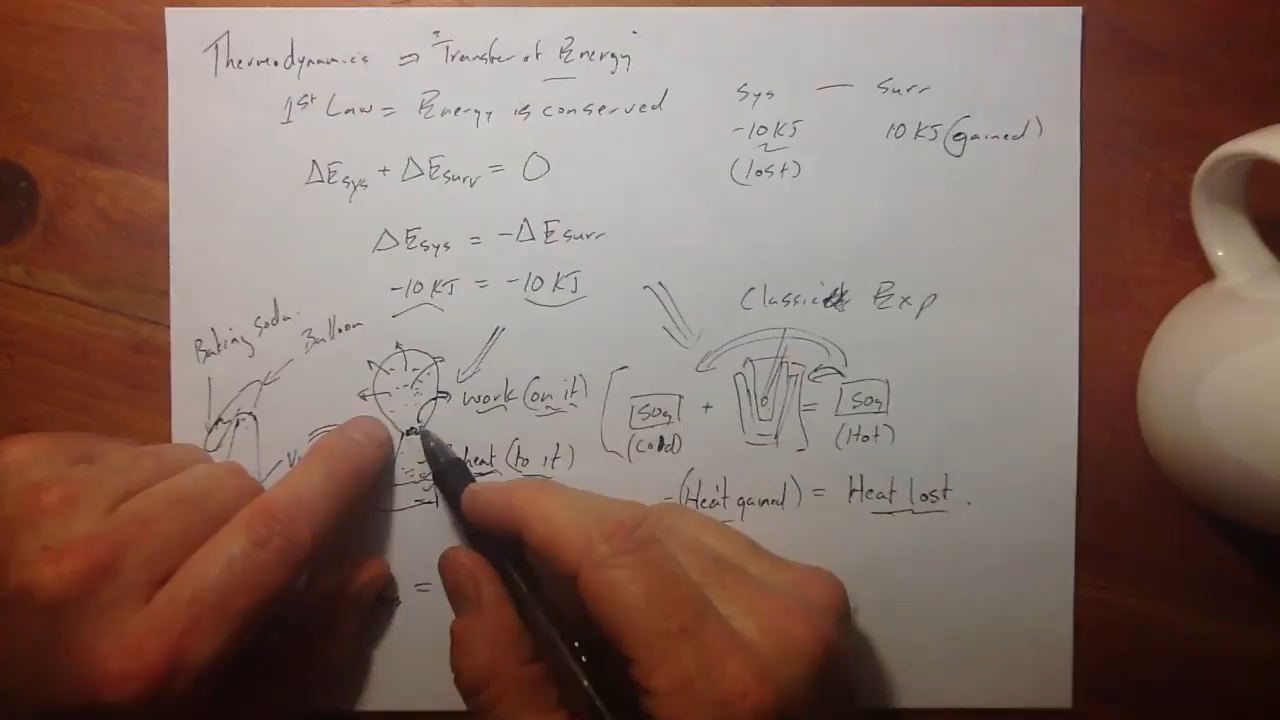 Thermodynamics ⇒ "Transfer of Energy"
1st Law = Energy is conserved
Sys — Surr
-10 KJ 10 KJ (gained)
(lost)
ΔEsys + ΔEsurr = 0
ΔEsys = -ΔEsurr
-10 KJ = -10 KJ
Classic Exp
Baking Soda
Balloon
work (on it)
heat (to it)
50g + = 50g
(cold) (Hot)
-(Heat gained) = Heat lost.
=